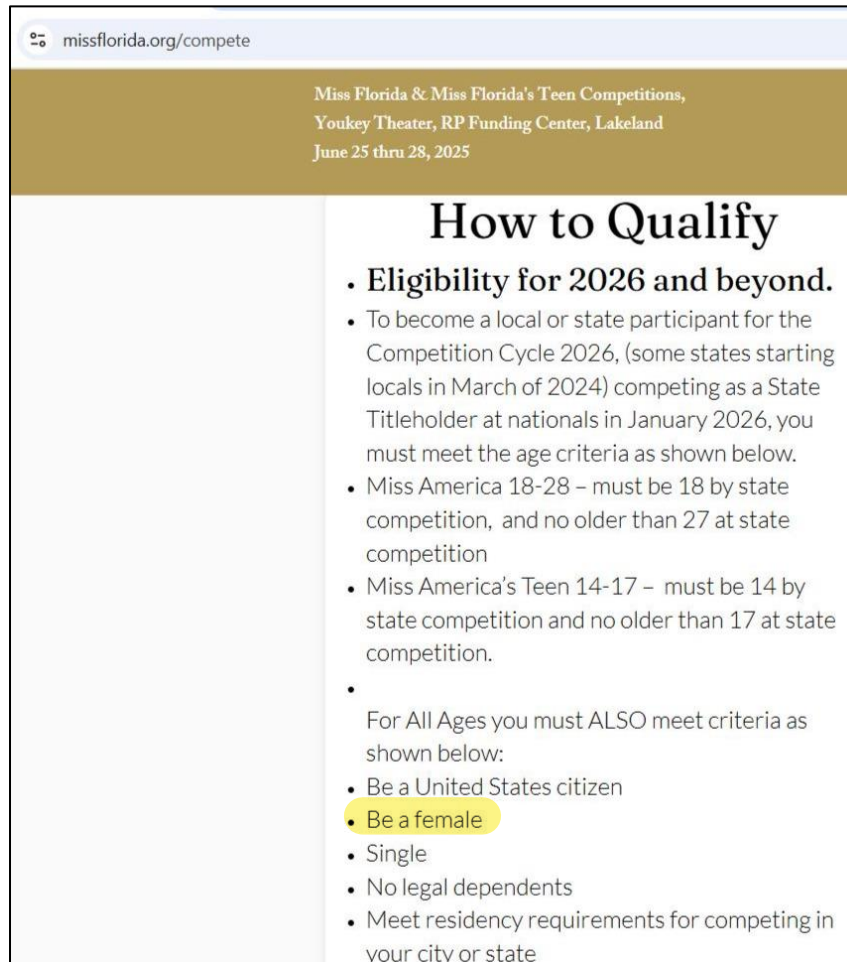 missflorida.org/compete
Miss Florida & Miss Florida's Teen Competitions,
Youkey Theater, RP Funding Center, Lakeland
June 25 thru 28, 2025
How to Qualify
• Eligibility for 2026 and beyond.
• To become a local or state participant for the
Competition Cycle 2026, (some states starting
locals in March of 2024) competing as a State
Titleholder at nationals in January 2026, you
must meet the age criteria as shown below.
• Miss America 18-28 – must be 18 by state
competition, and no older than 27 at state
competition
• Miss America's Teen 14-17 – must be 14 by
state competition and no older than 17 at state
competition.
•
For All Ages you must ALSO meet criteria as
shown below:
• Be a United States citizen
• Be a female
• Single
• No legal dependents
• Meet residency requirements for competing in
your city or state